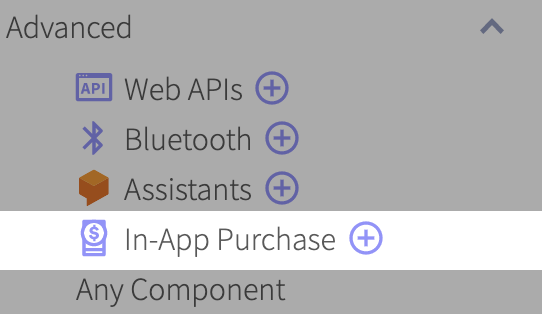 Advanced
API Web APIs
Bluetooth
Assistants
$ In-App Purchase
Any Component